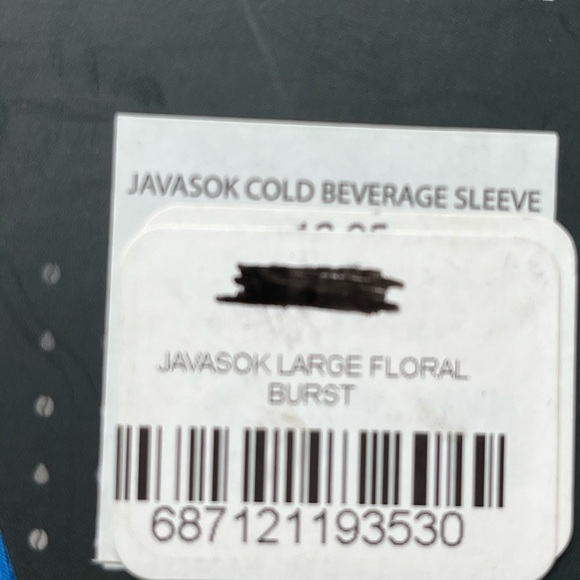 JAVASOK COLD BEVERAGE SLEEVE
JAVASOK LARGE FLORAL
BURST
687121193530